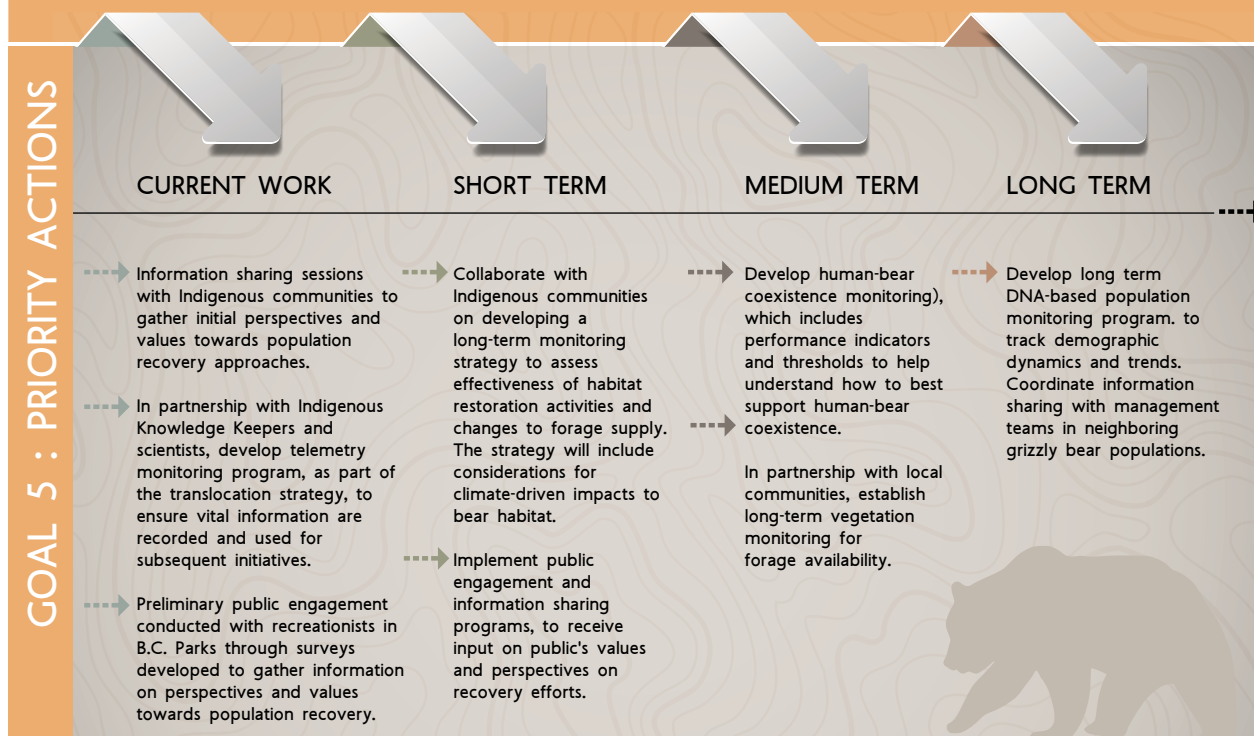 GOAL 5 : PRIORITY ACTIONS
CURRENT WORK
Information sharing sessions
with Indigenous communities to
gather initial perspectives and
values towards population
recovery approaches.
In partnership with Indigenous
Knowledge Keepers and
scientists, develop telemetry
monitoring program, as part of
the translocation strategy, to
ensure vital information are
recorded and used for
subsequent initiatives.
Preliminary public engagement
conducted with recreationists in
B.C. Parks through surveys
developed to gather information
on perspectives and values
towards population recovery.
SHORT TERM
Collaborate with
Indigenous communities
on developing a
long-term monitoring
strategy to assess
effectiveness of habitat
restoration activities and
changes to forage supply.
The strategy will include
considerations for
climate-driven impacts to
bear habitat.
Implement public
engagement and
information sharing
programs, to receive
input on public's values
and perspectives on
recovery efforts.
MEDIUM TERM
Develop human-bear
coexistence monitoring),
which includes
performance indicators
and thresholds to help
understand how to best
support human-bear
coexistence.
In partnership with local
communities, establish
long-term vegetation
monitoring for
forage availability.
LONG TERM
Develop long term
DNA-based population
monitoring program. to
track demographic
dynamics and trends.
Coordinate information
sharing with management
teams in neighboring
grizzly bear populations.